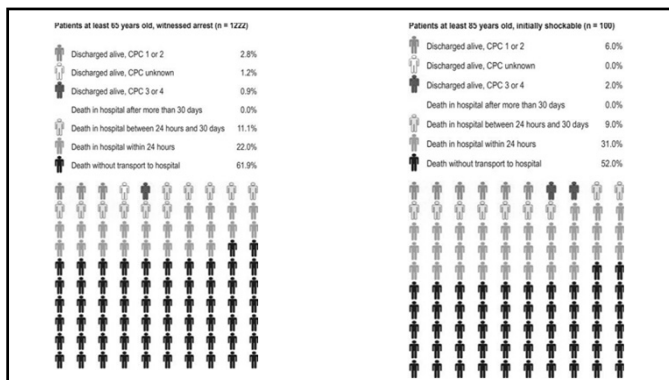 Patients at least 65 years old, witnessed arrest (n = 1222)
Discharged alive, CPC 1 or 2 2.8%
Discharged alive, CPC unknown 1.2%
Discharged alive, CPC 3 or 4 0.9%
Death in hospital after more than 30 days 0.0%
Death in hospital between 24 hours and 30 days 11.1%
Death in hospital within 24 hours 22.0%
Death without transport to hospital 61.9%
Patients at least 85 years old, initially shockable (n = 100)
Discharged alive, CPC 1 or 2 6.0%
Discharged alive, CPC unknown 0.0%
Discharged alive, CPC 3 or 4 2.0%
Death in hospital after more than 30 days 0.0%
Death in hospital between 24 hours and 30 days 9.0%
Death in hospital within 24 hours 31.0%
Death without transport to hospital 52.0%